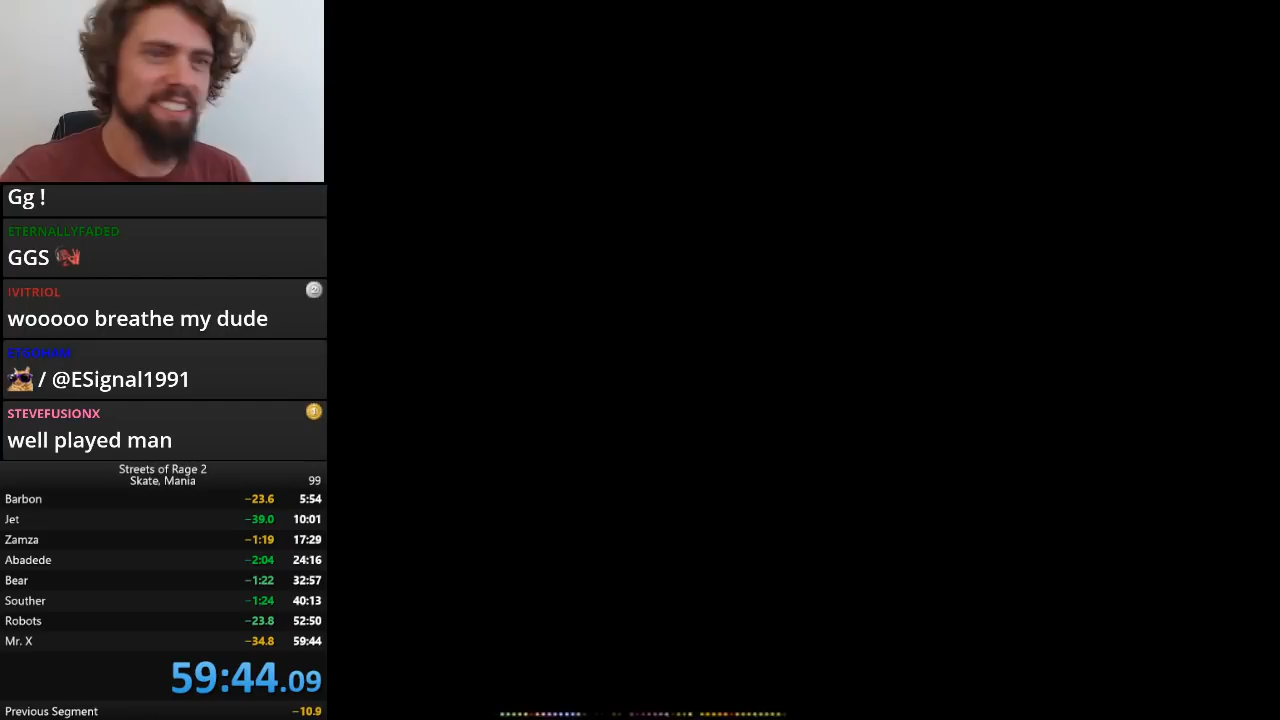 Gg !
ETERNALLYFADED
GGS
IVITRIOL
2
wooooo breathe my dude
/ @ESignal1991
STEVEFUSIONX
1
well played man
Streets of Rage 2
Skate, Mania 99
Barbon −23.6 5:54
Jet −39.0 10:01
Zamza −1:19 17:29
Abadede −2:04 24:16
Bear −1:22 32:57
Souther −1:24 40:13
Robots −23.8 52:50
Mr. X −34.8 59:44
59:44.09
Previous Segment −10.9